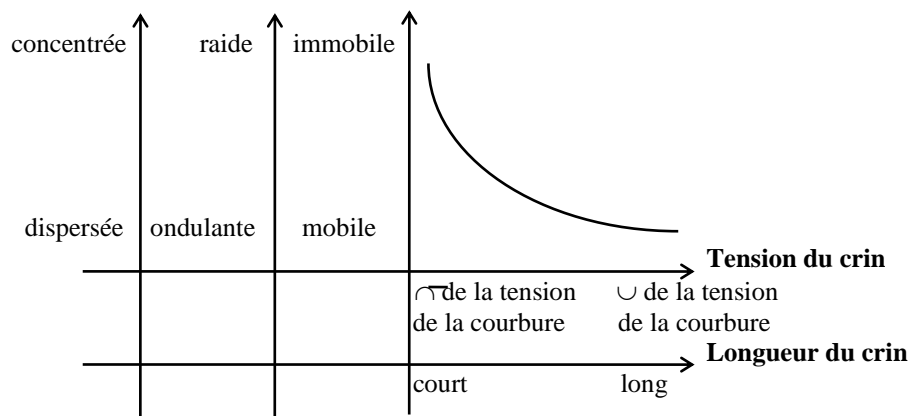 concentrée raide immobile
dispersée ondulante mobile
Tension du crin
⌒ de la tension ∪ de la tension
de la courbure de la courbure
Longueur du crin
court long